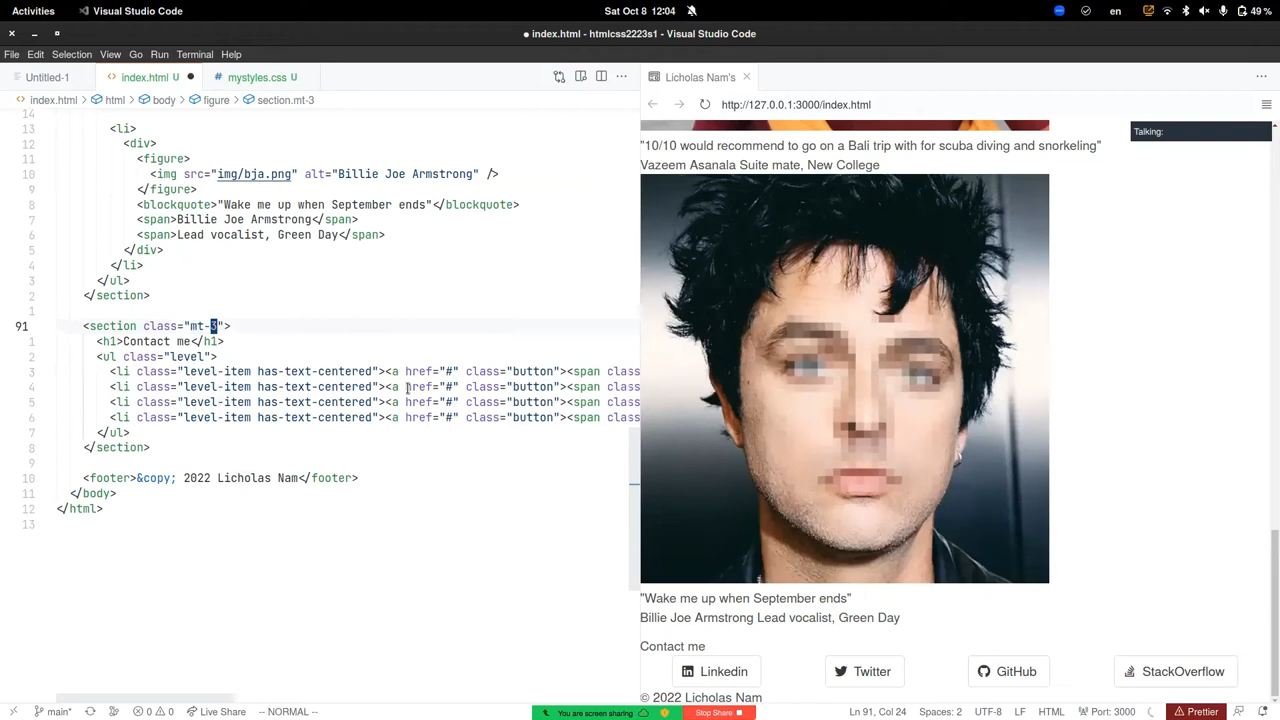 Activities
Visual Studio Code
Sat Oct 8 12:04
en
49 %
● index.html - htmlcss2223s1 - Visual Studio Code
File Edit Selection View Go Run Terminal Help
Untitled-1
index.html U ●
# mystyles.css U
Licholas Nam's
index.html > html > body > figure > section.mt-3
http://127.0.0.1:3000/index.html
Talking:
14
13 <li>
12 <div>
11 <figure>
10 <img src="img/bja.png" alt="Billie Joe Armstrong" />
9 </figure>
8 <blockquote>"Wake me up when September ends"</blockquote>
7 <span>Billie Joe Armstrong</span>
6 <span>Lead vocalist, Green Day</span>
5 </div>
4 </li>
3 </ul>
2 </section>
1
91 <section class="mt-3">
1 <h1>Contact me</h1>
2 <ul class="level">
3 <li class="level-item has-text-centered"><a href="#" class="button"><span class
4 <li class="level-item has-text-centered"><a href="#" class="button"><span class
5 <li class="level-item has-text-centered"><a href="#" class="button"><span class
6 <li class="level-item has-text-centered"><a href="#" class="button"><span class
7 </ul>
8 </section>
9
10 <footer>&copy; 2022 Licholas Nam</footer>
11 </body>
12 </html>
13
"10/10 would recommend to go on a Bali trip with for scuba diving and snorkeling"
Vazeem Asanala Suite mate, New College
"Wake me up when September ends"
Billie Joe Armstrong Lead vocalist, Green Day
Contact me
Linkedin
Twitter
GitHub
StackOverflow
© 2022 Licholas Nam
main*
0 0
Live Share
-- NORMAL --
You are screen sharing
Stop Share
Ln 91, Col 24
Spaces: 2
UTF-8
LF
HTML
Port: 3000
Prettier